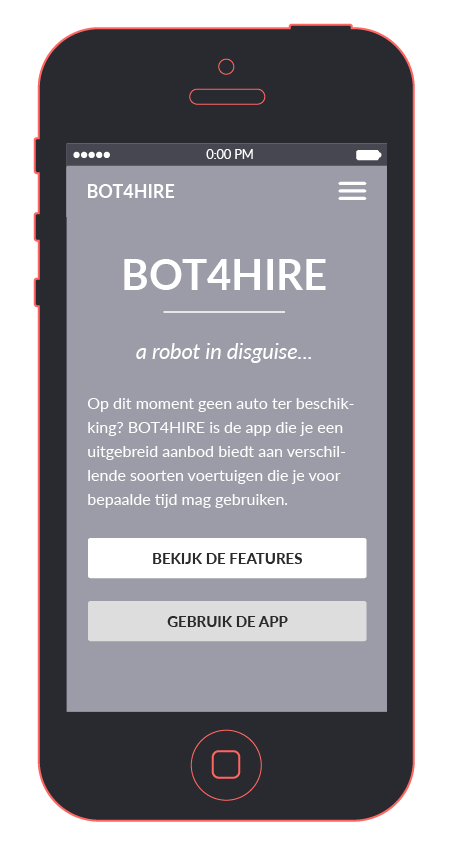 0:00 PM
BOT4HIRE
BOT4HIRE
a robot in disguise...
Op dit moment geen auto ter beschik-
king? BOT4HIRE is de app die je een
uitgebreid aanbod biedt aan verschil-
lende soorten voertuigen die je voor
bepaalde tijd mag gebruiken.
BEKIJK DE FEATURES
GEBRUIK DE APP